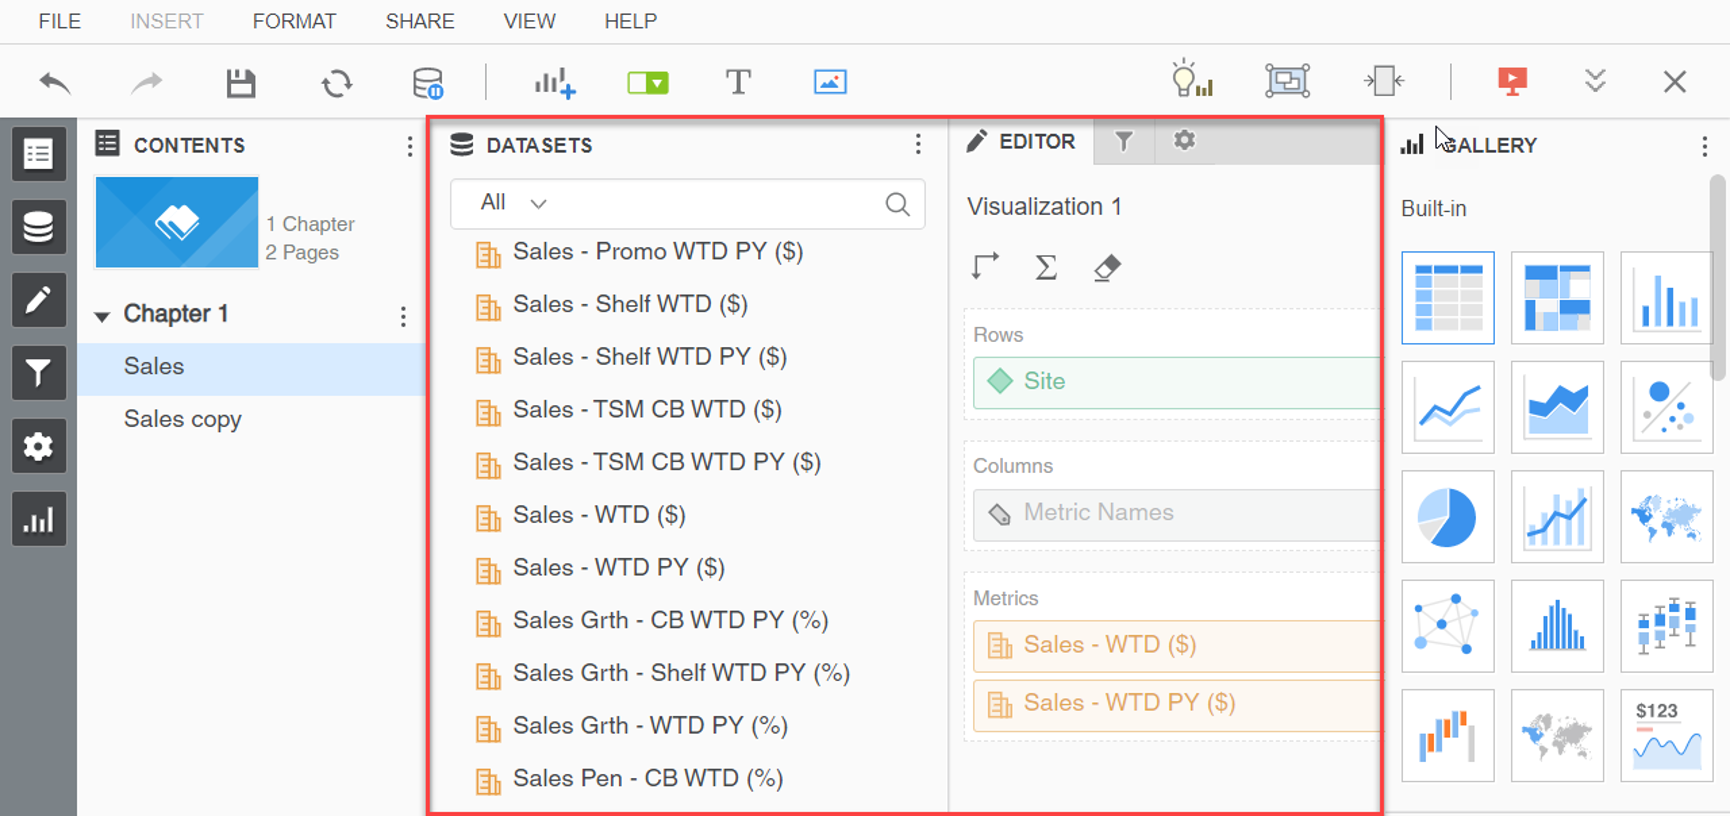 FILE INSERT FORMAT SHARE VIEW HELP
CONTENTS
1 Chapter
2 Pages
Chapter 1
Sales
Sales copy
DATASETS
All
Sales - Promo WTD PY ($)
Sales - Shelf WTD ($)
Sales - Shelf WTD PY ($)
Sales - TSM CB WTD ($)
Sales - TSM CB WTD PY ($)
Sales - WTD ($)
Sales - WTD PY ($)
Sales Grth - CB WTD PY (%)
Sales Grth - Shelf WTD PY (%)
Sales Grth - WTD PY (%)
Sales Pen - CB WTD (%)
EDITOR
Visualization 1
Rows
Site
Columns
Metric Names
Metrics
Sales - WTD ($)
Sales - WTD PY ($)
GALLERY
Built-in
$123